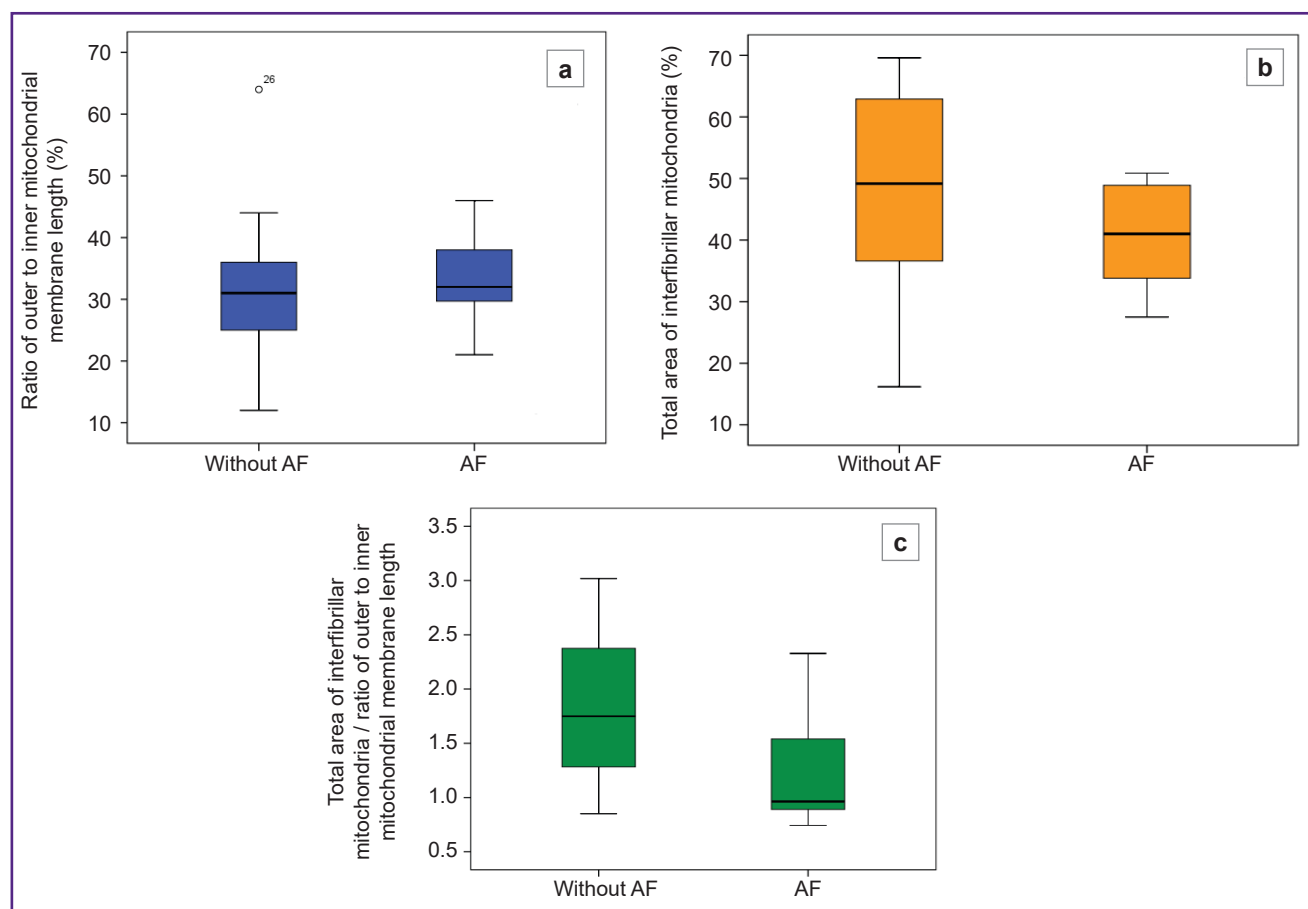 a
Ratio of outer to inner mitochondrial
membrane length (%)
70
60
50
40
30
20
10
26
Without AF
AF
b
Total area of interfibrillar mitochondria (%)
70
60
50
40
30
20
10
Without AF
AF
c
Total area of interfibrillar
mitochondria / ratio of outer to inner
mitochondrial membrane length
3.5
3.0
2.5
2.0
1.5
1.0
0.5
Without AF
AF